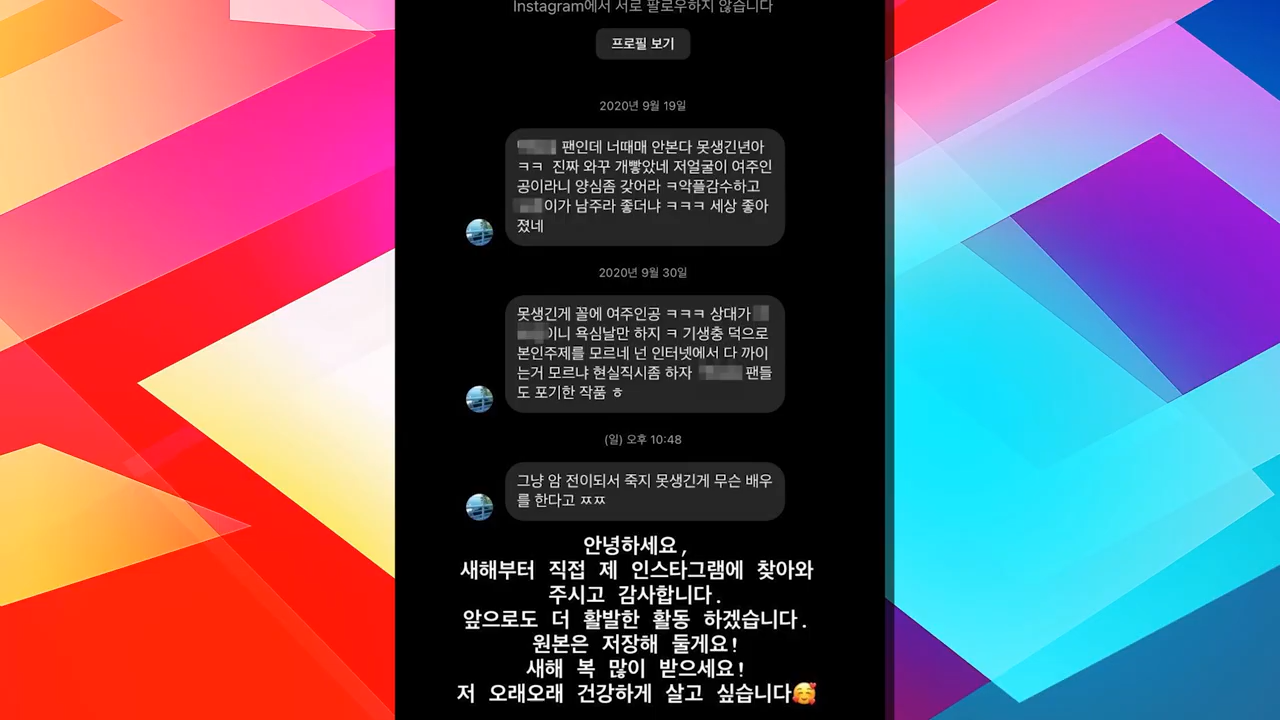 Instagram에서 서로 팔로우하지 않습니다
프로필 보기
2020년 9월 19일
팬인데 너때매 안본다 못생긴년아
ㅋㅋ 진짜 와꾸 개빻았네 저얼굴이 여주인
공이라니 양심좀 갖어라 ㅋ악플감수하고
이가 남주라 좋더냐 ㅋㅋㅋ 세상 좋아
졌네
2020년 9월 30일
못생긴게 꼴에 여주인공 ㅋㅋㅋ 상대가
이니 욕심날만 하지 ㅋ 기생충 덕으로
본인주제를 모르네 넌 인터넷에서 다 까이
는거 모르냐 현실직시좀 하자 팬들
도 포기한 작품 ㅎ
(일) 오후 10:48
그냥 암 전이되서 죽지 못생긴게 무슨 배우
를 한다고 ㅉㅉ
안녕하세요,
새해부터 직접 제 인스타그램에 찾아와
주시고 감사합니다.
앞으로도 더 활발한 활동 하겠습니다.
원본은 저장해 둘게요!
새해 복 많이 받으세요!
저 오래오래 건강하게 살고 싶습니다🥰